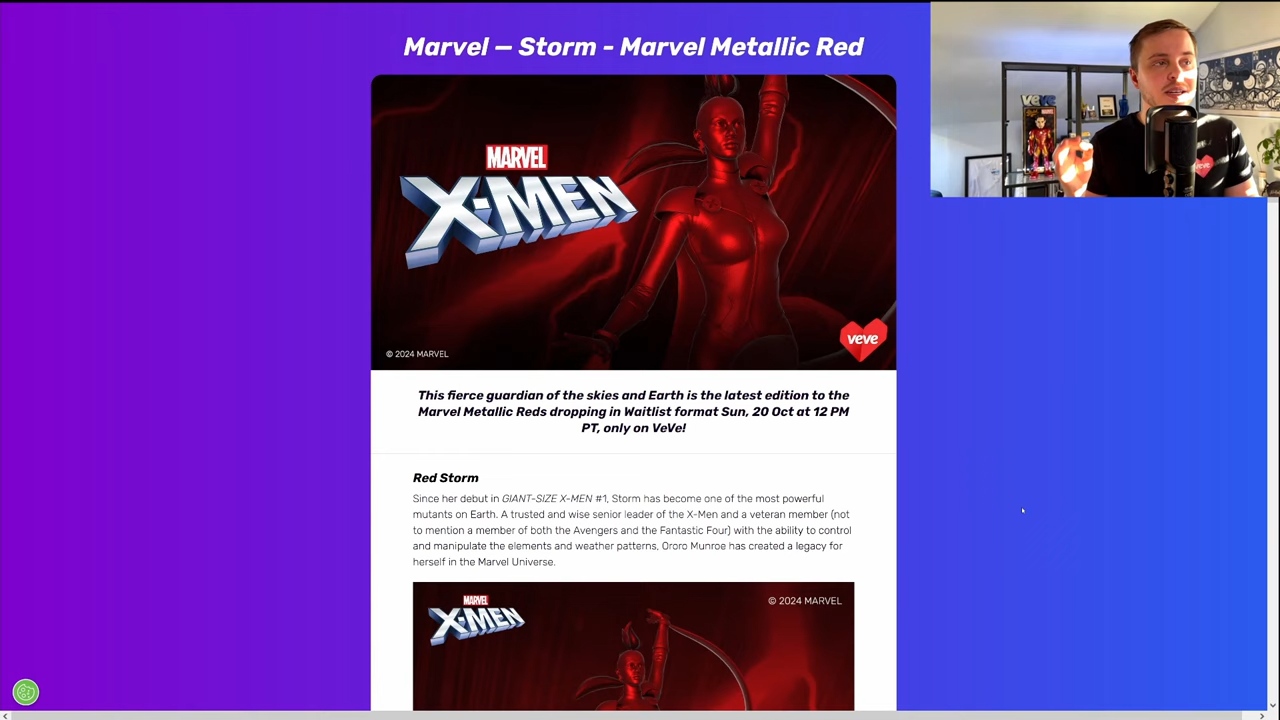 Marvel — Storm - Marvel Metallic Red
MARVEL
X-MEN
veve
© 2024 MARVEL
This fierce guardian of the skies and Earth is the latest edition to the
Marvel Metallic Reds dropping in Waitlist format Sun, 20 Oct at 12 PM
PT, only on VeVe!
Red Storm
Since her debut in GIANT-SIZE X-MEN #1, Storm has become one of the most powerful
mutants on Earth. A trusted and wise senior leader of the X-Men and a veteran member (not
to mention a member of both the Avengers and the Fantastic Four) with the ability to control
and manipulate the elements and weather patterns, Ororo Munroe has created a legacy for
herself in the Marvel Universe.
MARVEL
X-MEN
© 2024 MARVEL
veve
veve